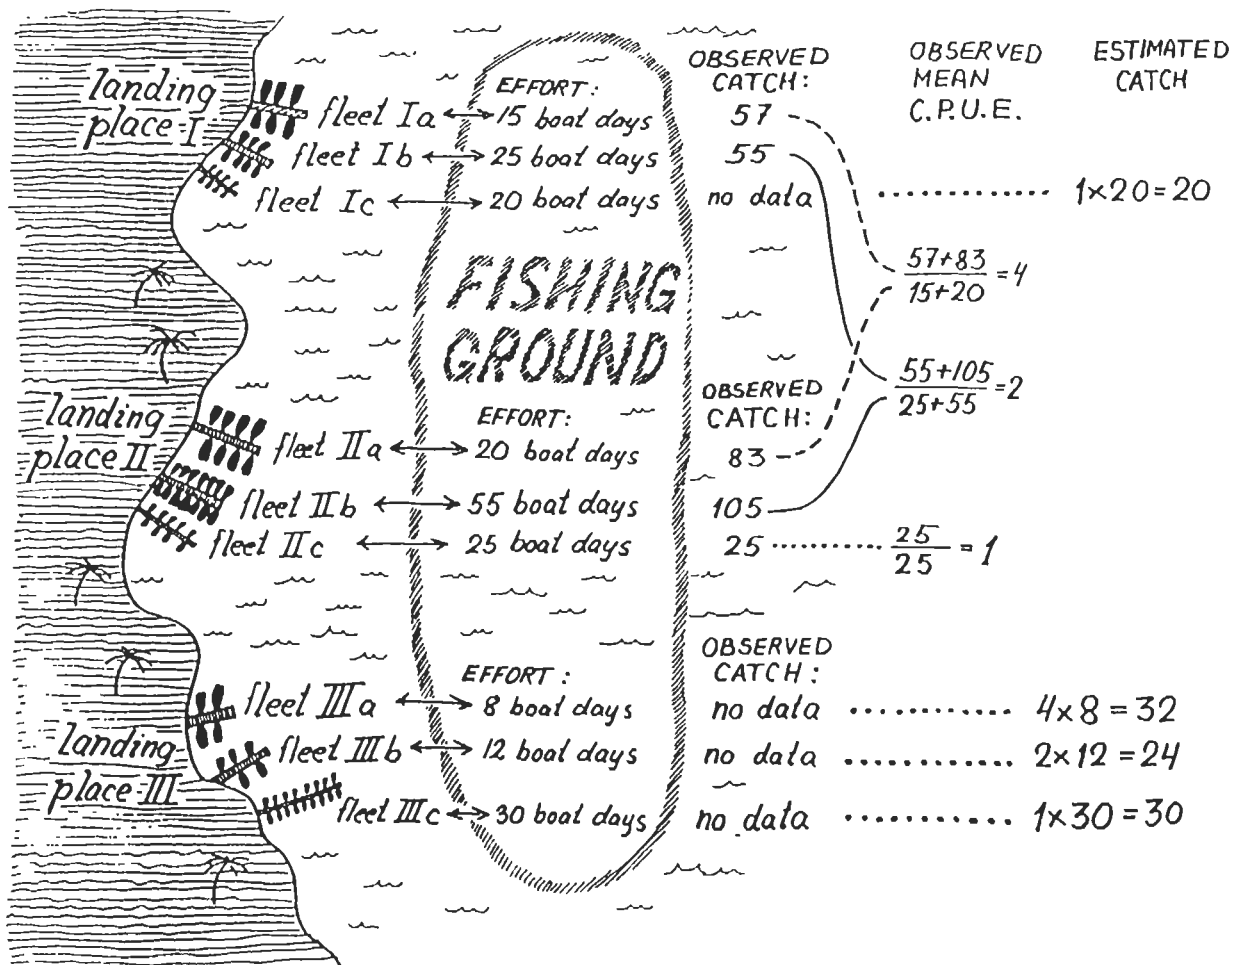 OBSERVED CATCH: OBSERVED MEAN C.P.U.E. ESTIMATED CATCH
landing place I
EFFORT:
fleet Ia 15 boat days 57
fleet Ib 25 boat days 55
fleet Ic 20 boat days no data 1×20=20
57+83
15+20
=4
FISHING
GROUND
55+105
25+55
=2
landing place II
EFFORT: OBSERVED CATCH:
fleet IIa 20 boat days 83
fleet IIb 55 boat days 105
fleet IIc 25 boat days 25
25
25
=1
landing place III
EFFORT: OBSERVED CATCH:
fleet IIIa 8 boat days no data 4×8=32
fleet IIIb 12 boat days no data 2×12=24
fleet IIIc 30 boat days no data 1×30=30